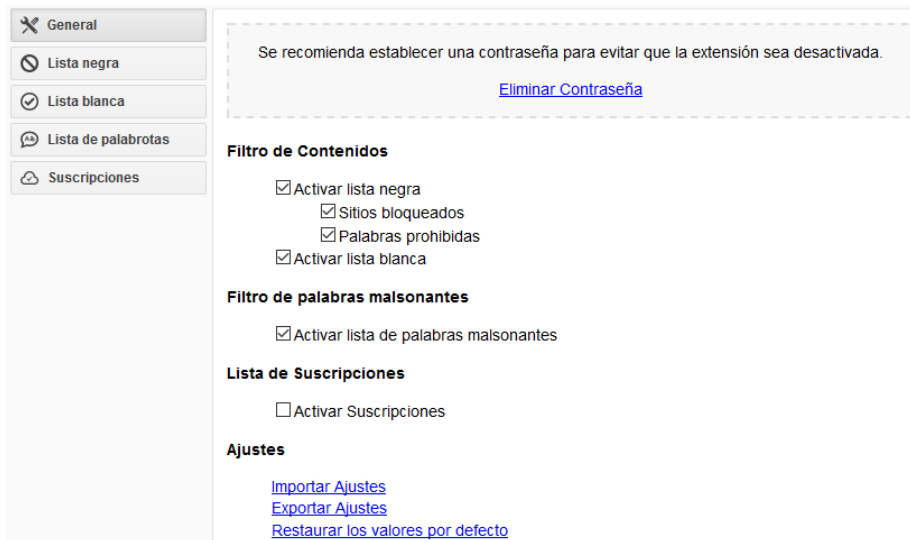 General
Lista negra
Lista blanca
Lista de palabrotas
Suscripciones
Se recomienda establecer una contraseña para evitar que la extensión sea desactivada.
Eliminar Contraseña
Filtro de Contenidos
Activar lista negra
Sitios bloqueados
Palabras prohibidas
Activar lista blanca
Filtro de palabras malsonantes
Activar lista de palabras malsonantes
Lista de Suscripciones
Activar Suscripciones
Ajustes
Importar Ajustes
Exportar Ajustes
Restaurar los valores por defecto